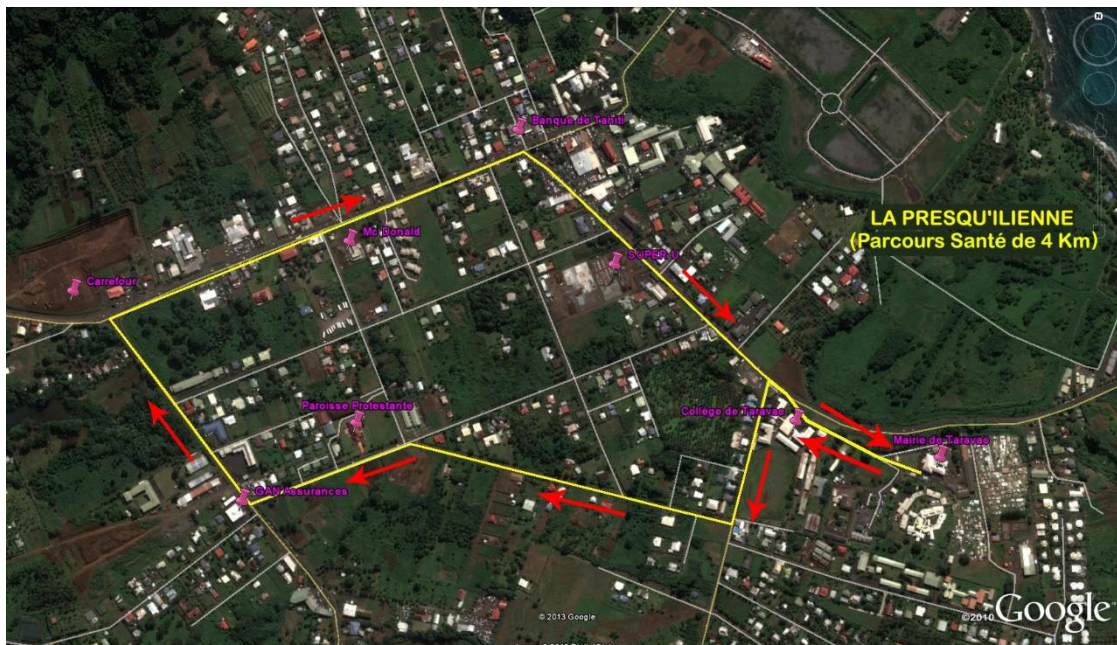 N
Banque de Tahiti
LA PRESQU'ILIENNE
(Parcours Santé de 4 Km)
Mc Donald
SUPER U
Carrefour
Paroisse Protestante
Collège de Taravao
Mairie de Taravao
GAN Assurances
© 2013 Google
©2010 Google